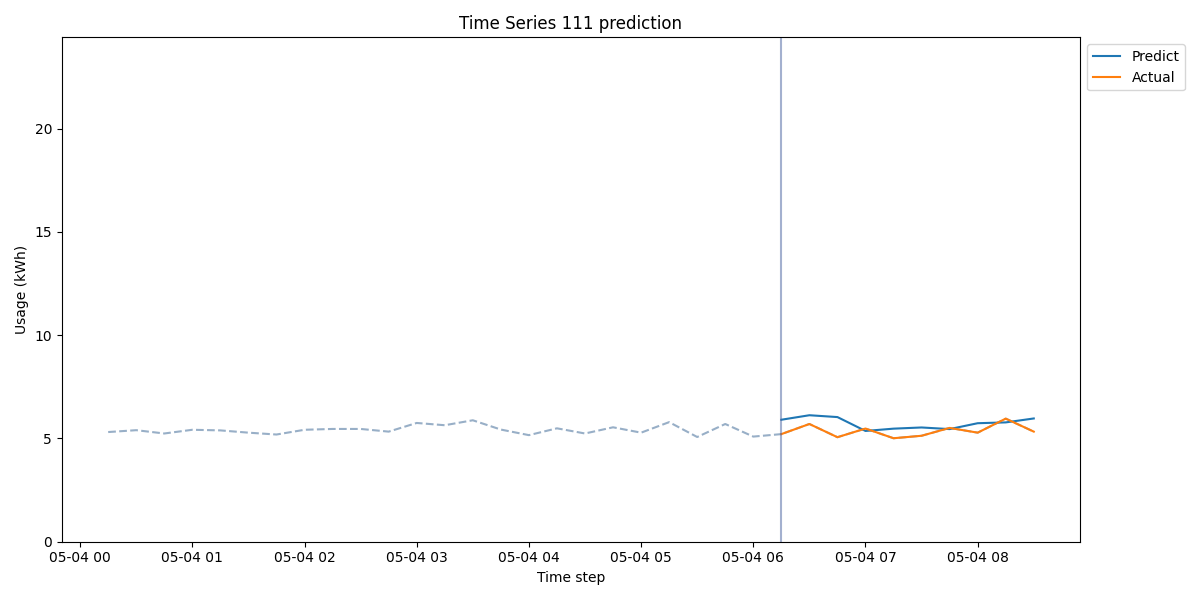 Time Series 111 prediction
Predict
Actual
Usage (kWh)
20
15
10
5
0
05-04 00 05-04 01 05-04 02 05-04 03 05-04 04 05-04 05 05-04 06 05-04 07 05-04 08
Time step